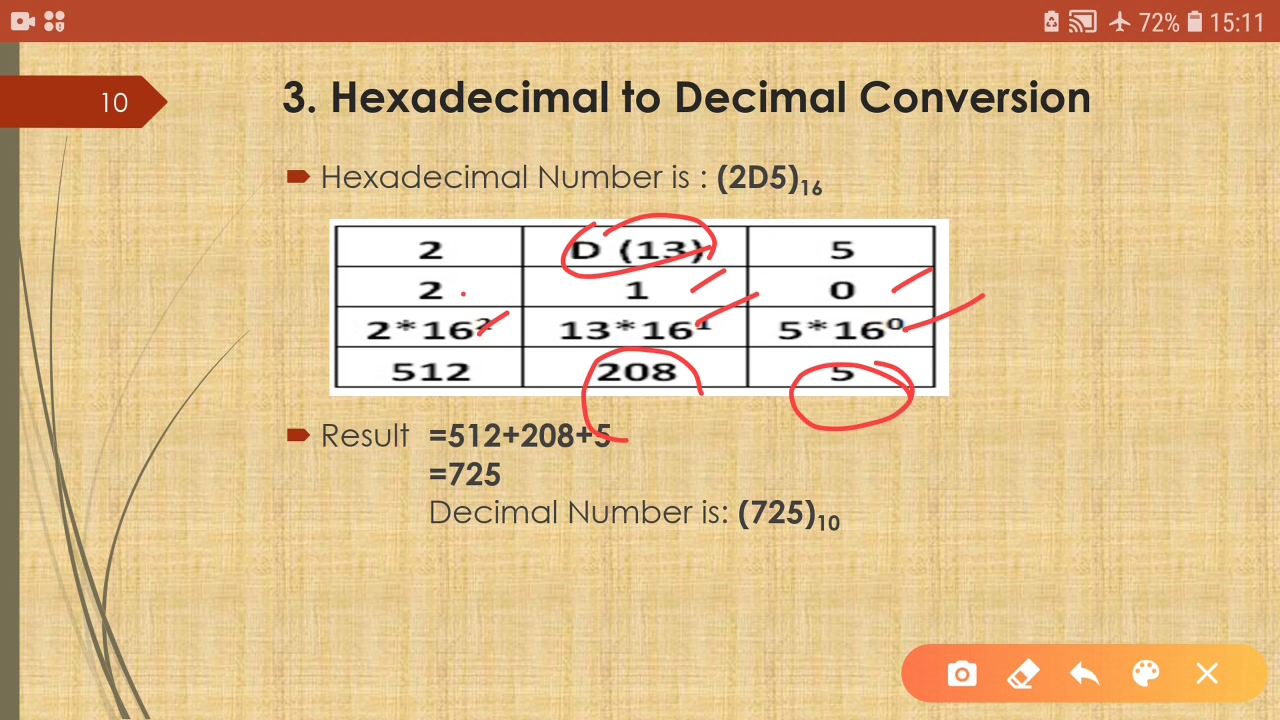 72% 15:11
10
3. Hexadecimal to Decimal Conversion
Hexadecimal Number is : (2D5)₁₆
2 D (13) 5
2 1 0
2*16² 13*16¹ 5*16⁰
512 208 5
Result =512+208+5
=725
Decimal Number is: (725)₁₀